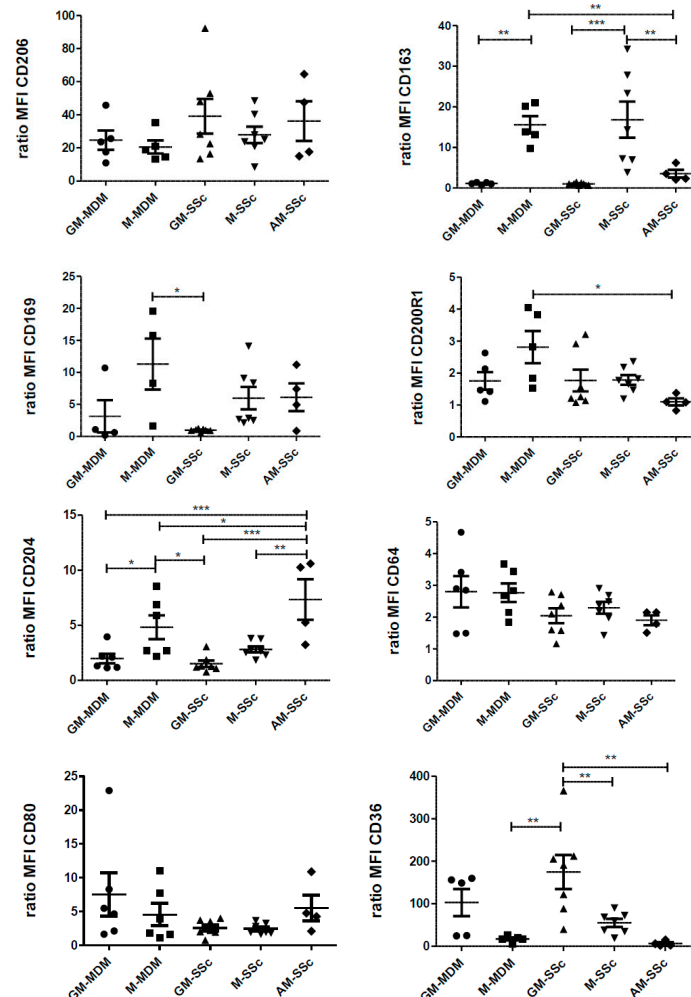 ratio MFI CD206
100
80
60
40
20
0
GM-MDM
M-MDM
GM-SSc
M-SSc
AM-SSc
ratio MFI CD163
40
30
20
10
0
**
**
***
**
GM-MDM
M-MDM
GM-SSc
M-SSc
AM-SSc
ratio MFI CD169
25
20
15
10
5
0
*
GM-MDM
M-MDM
GM-SSc
M-SSc
AM-SSc
ratio MFI CD200R1
5
4
3
2
1
0
*
GM-MDM
M-MDM
GM-SSc
M-SSc
AM-SSc
ratio MFI CD204
15
10
5
0
***
*
***
*
*
**
GM-MDM
M-MDM
GM-SSc
M-SSc
AM-SSc
ratio MFI CD64
5
4
3
2
1
0
GM-MDM
M-MDM
GM-SSc
M-SSc
AM-SSc
ratio MFI CD80
25
20
15
10
5
0
GM-MDM
M-MDM
GM-SSc
M-SSc
AM-SSc
ratio MFI CD36
400
300
200
100
0
**
**
**
GM-MDM
M-MDM
GM-SSc
M-SSc
AM-SSc